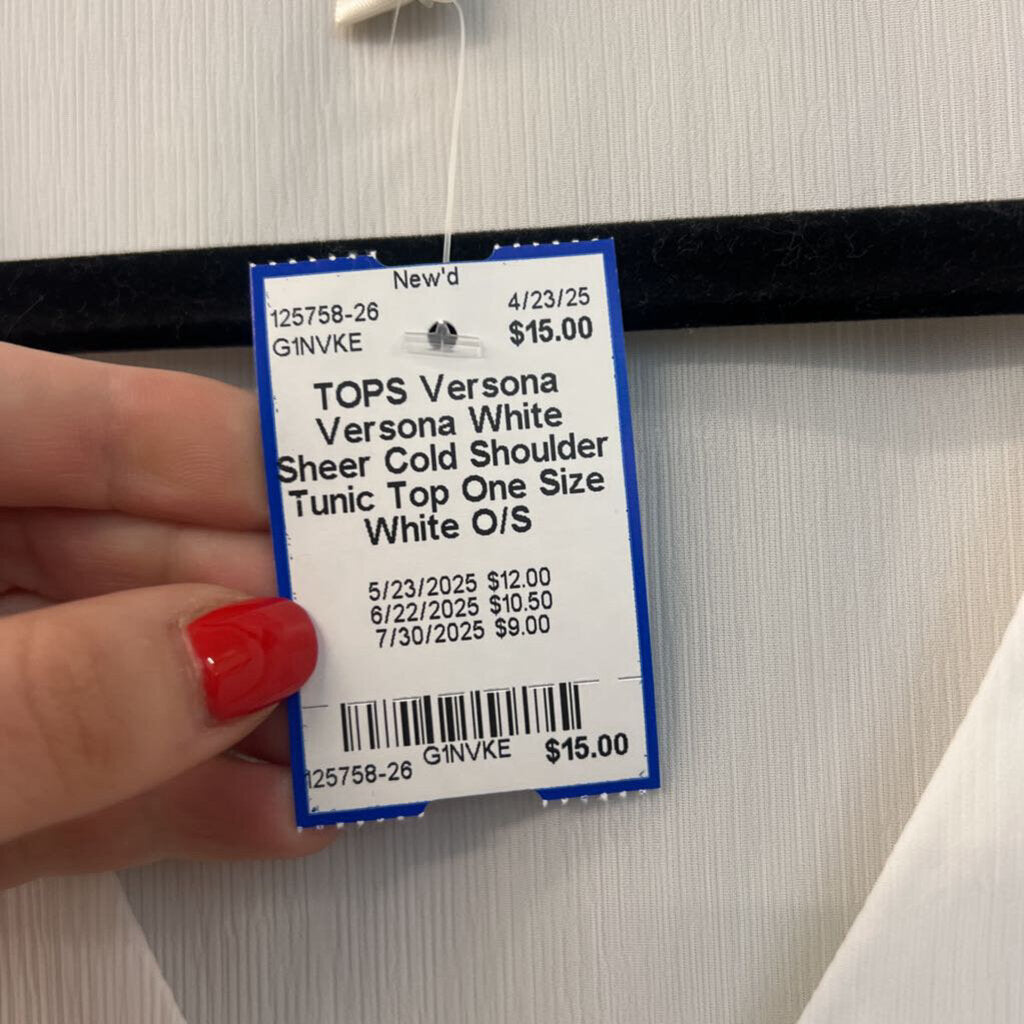 New'd
125758-26 4/23/25
G1NVKE $15.00
TOPS Versona
Versona White
Sheer Cold Shoulder
Tunic Top One Size
White O/S
5/23/2025 $12.00
6/22/2025 $10.50
7/30/2025 $9.00
125758-26 G1NVKE $15.00